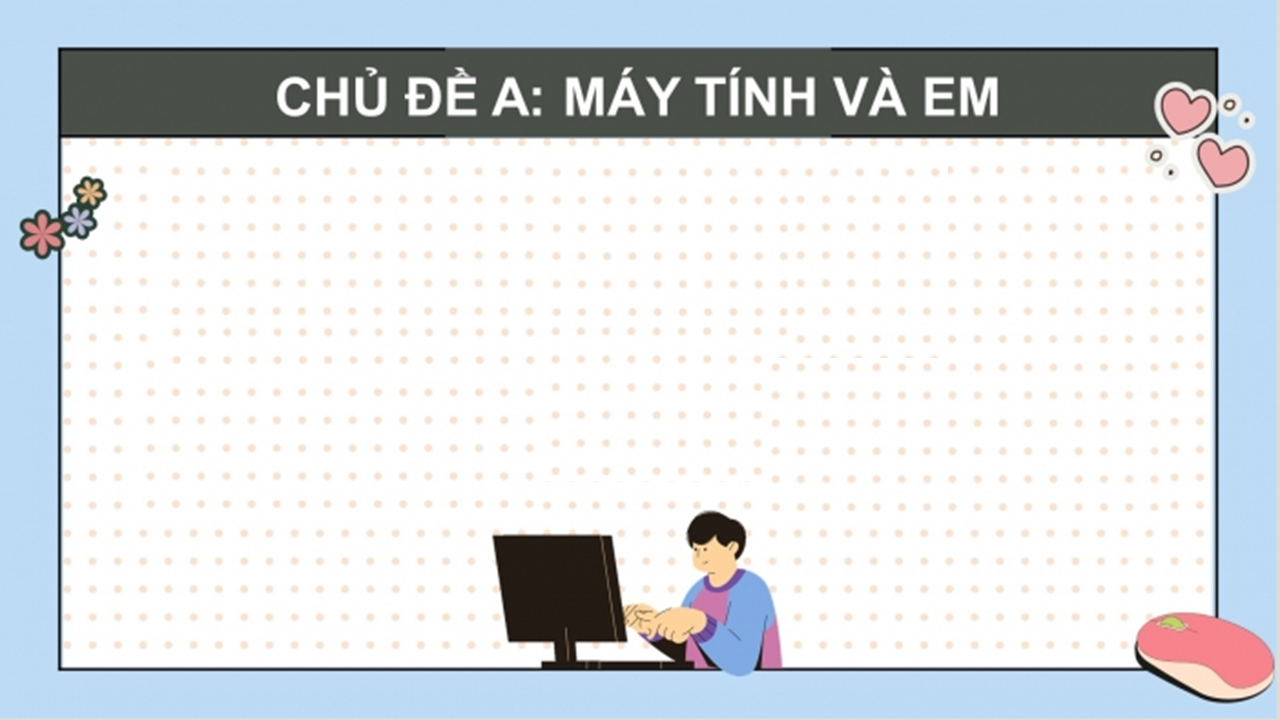 CHỦ ĐỀ A: MÁY TÍNH VÀ EM